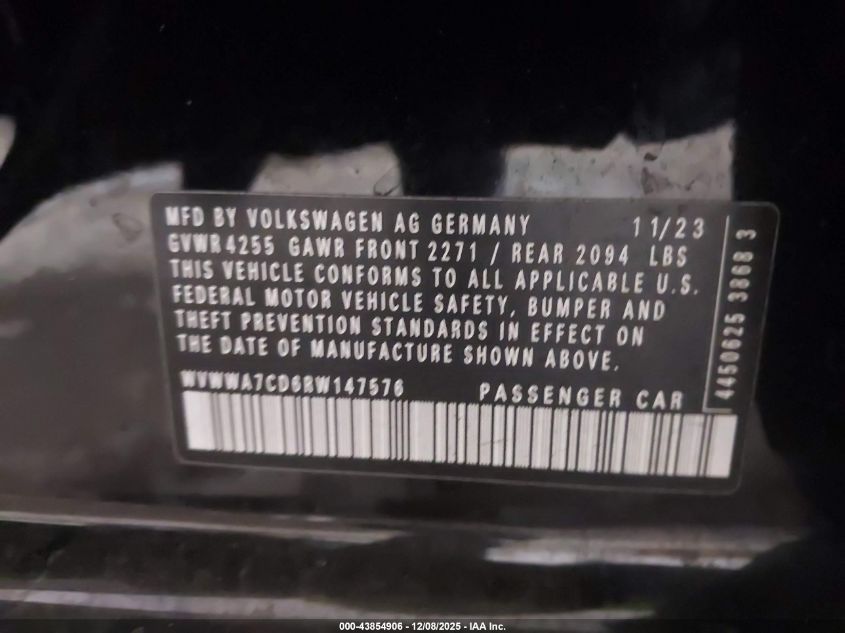 MFD BY VOLKSWAGEN AG GERMANY 11/23
GVWR 4255 GAWR FRONT 2271 / REAR 2094 LBS
THIS VEHICLE CONFORMS TO ALL APPLICABLE U.S.
FEDERAL MOTOR VEHICLE SAFETY, BUMPER AND
THEFT PREVENTION STANDARDS IN EFFECT ON
THE DATE OF MANUFACTURE SHOWN ABOVE.
WVWWA7CD6RW147576 PASSENGER CAR
4450625 3868 3
000-43854906 - 12/08/2025 - IAA Inc.